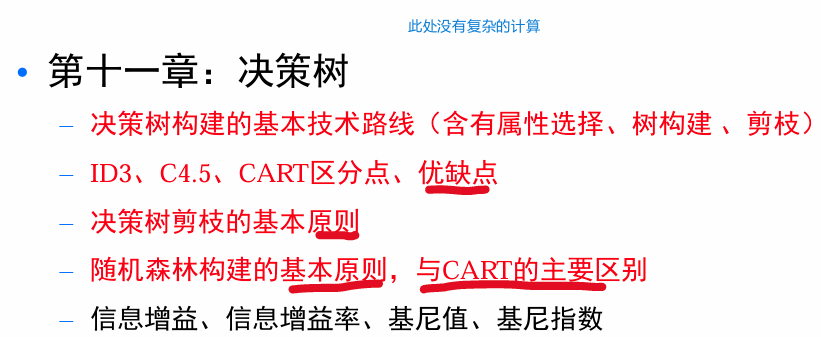 此处没有复杂的计算
• 第十一章：决策树
– 决策树构建的基本技术路线（含有属性选择、树构建 、剪枝）
– ID3、C4.5、CART区分点、优缺点
– 决策树剪枝的基本原则
– 随机森林构建的基本原则，与CART的主要区别
– 信息增益、信息增益率、基尼值、基尼指数